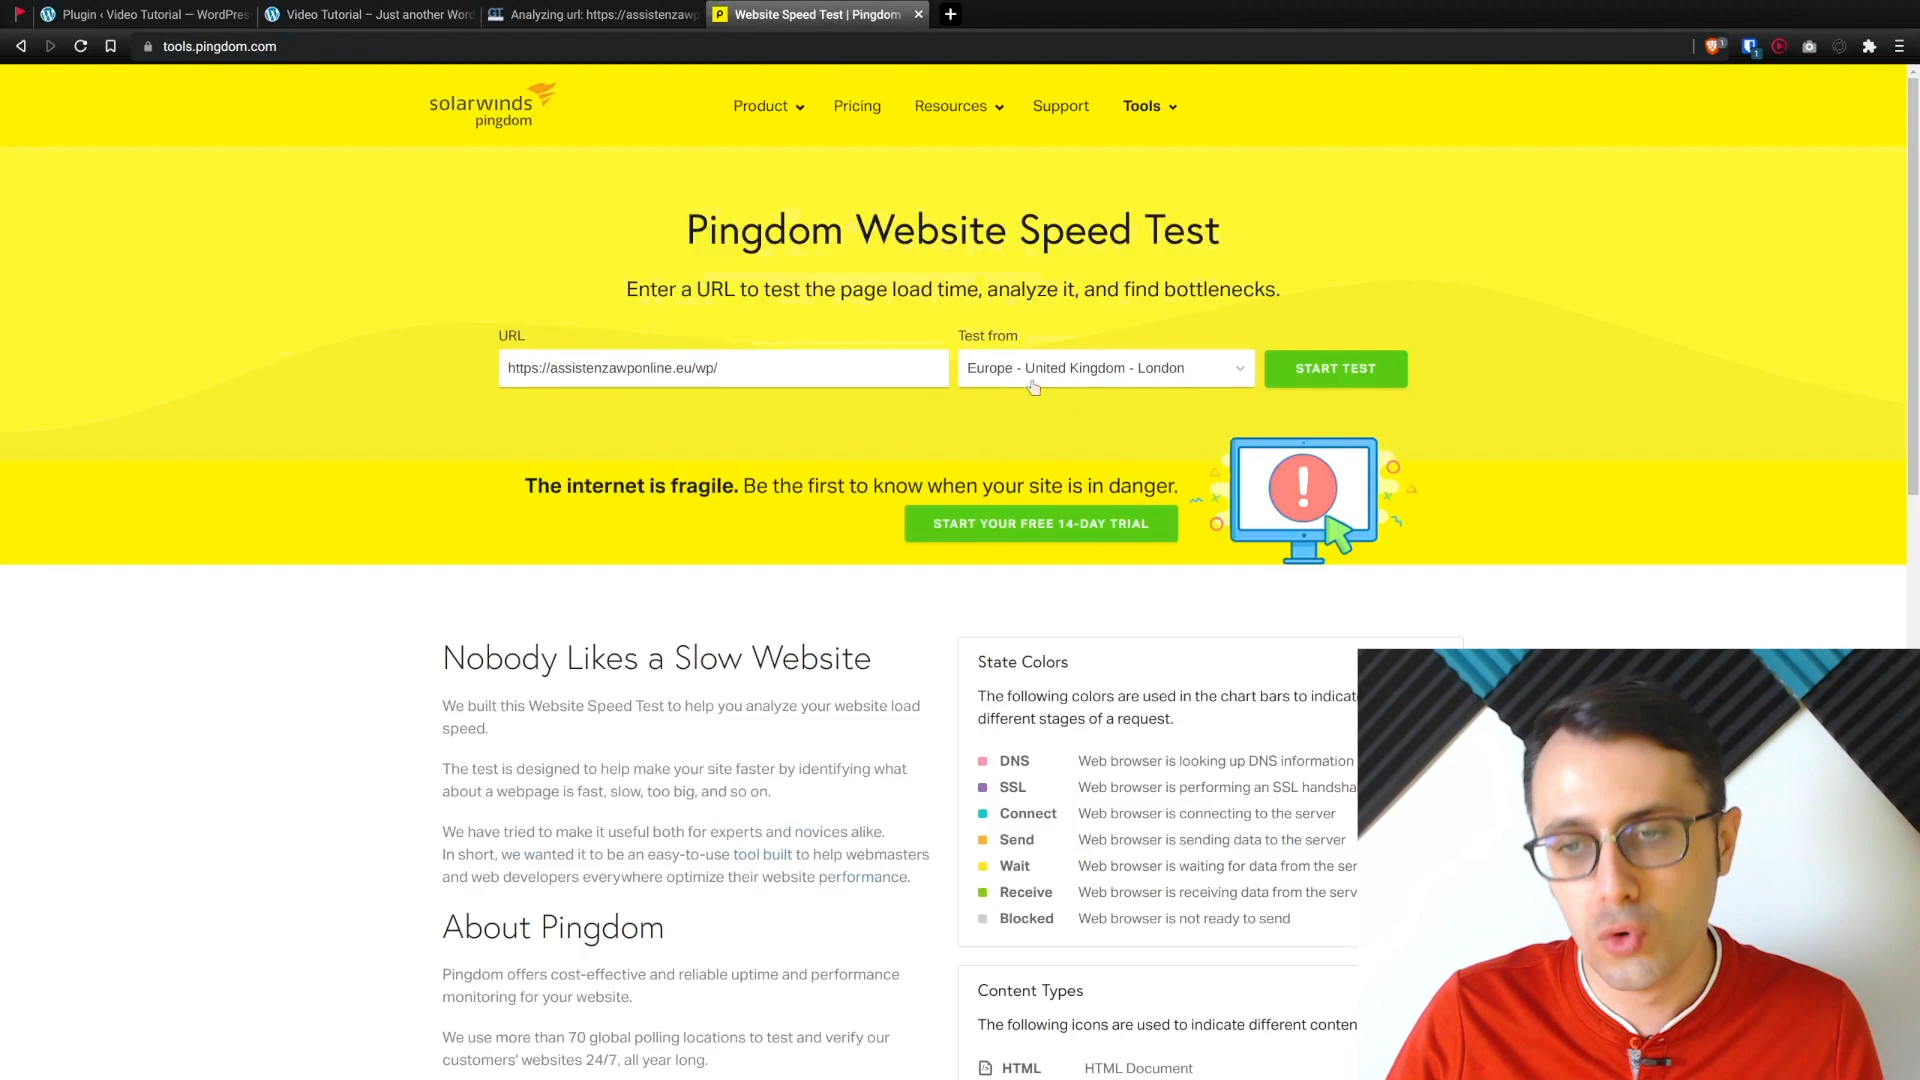 Plugin ‹ Video Tutorial — WordPres
Video Tutorial – Just another Word
GT
Analyzing url: https://assistenzawp
Website Speed Test | Pingdom
tools.pingdom.com
solarwinds
pingdom
Product
Pricing
Resources
Support
Tools
Pingdom Website Speed Test
Enter a URL to test the page load time, analyze it, and find bottlenecks.
URL
Test from
https://assistenzawponline.eu/wp/
Europe - United Kingdom - London
START TEST
The internet is fragile. Be the first to know when your site is in danger.
START YOUR FREE 14-DAY TRIAL
Nobody Likes a Slow Website
We built this Website Speed Test to help you analyze your website load
speed.
The test is designed to help make your site faster by identifying what
about a webpage is fast, slow, too big, and so on.
We have tried to make it useful both for experts and novices alike.
In short, we wanted it to be an easy-to-use tool built to help webmasters
and web developers everywhere optimize their website performance.
About Pingdom
Pingdom offers cost-effective and reliable uptime and performance
monitoring for your website.
We use more than 70 global polling locations to test and verify our
customers' websites 24/7, all year long.
State Colors
The following colors are used in the chart bars to indicate
different stages of a request.
DNS Web browser is looking up DNS information
SSL Web browser is performing an SSL handsha
Connect Web browser is connecting to the server
Send Web browser is sending data to the server
Wait Web browser is waiting for data from the ser
Receive Web browser is receiving data from the serv
Blocked Web browser is not ready to send
Content Types
The following icons are used to indicate different conten
HTML HTML Document